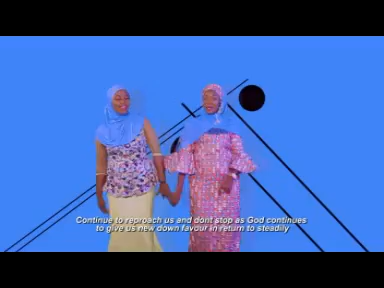 Continue to reproach us and dont stop as God continues
to give us new down favour in return to steadily